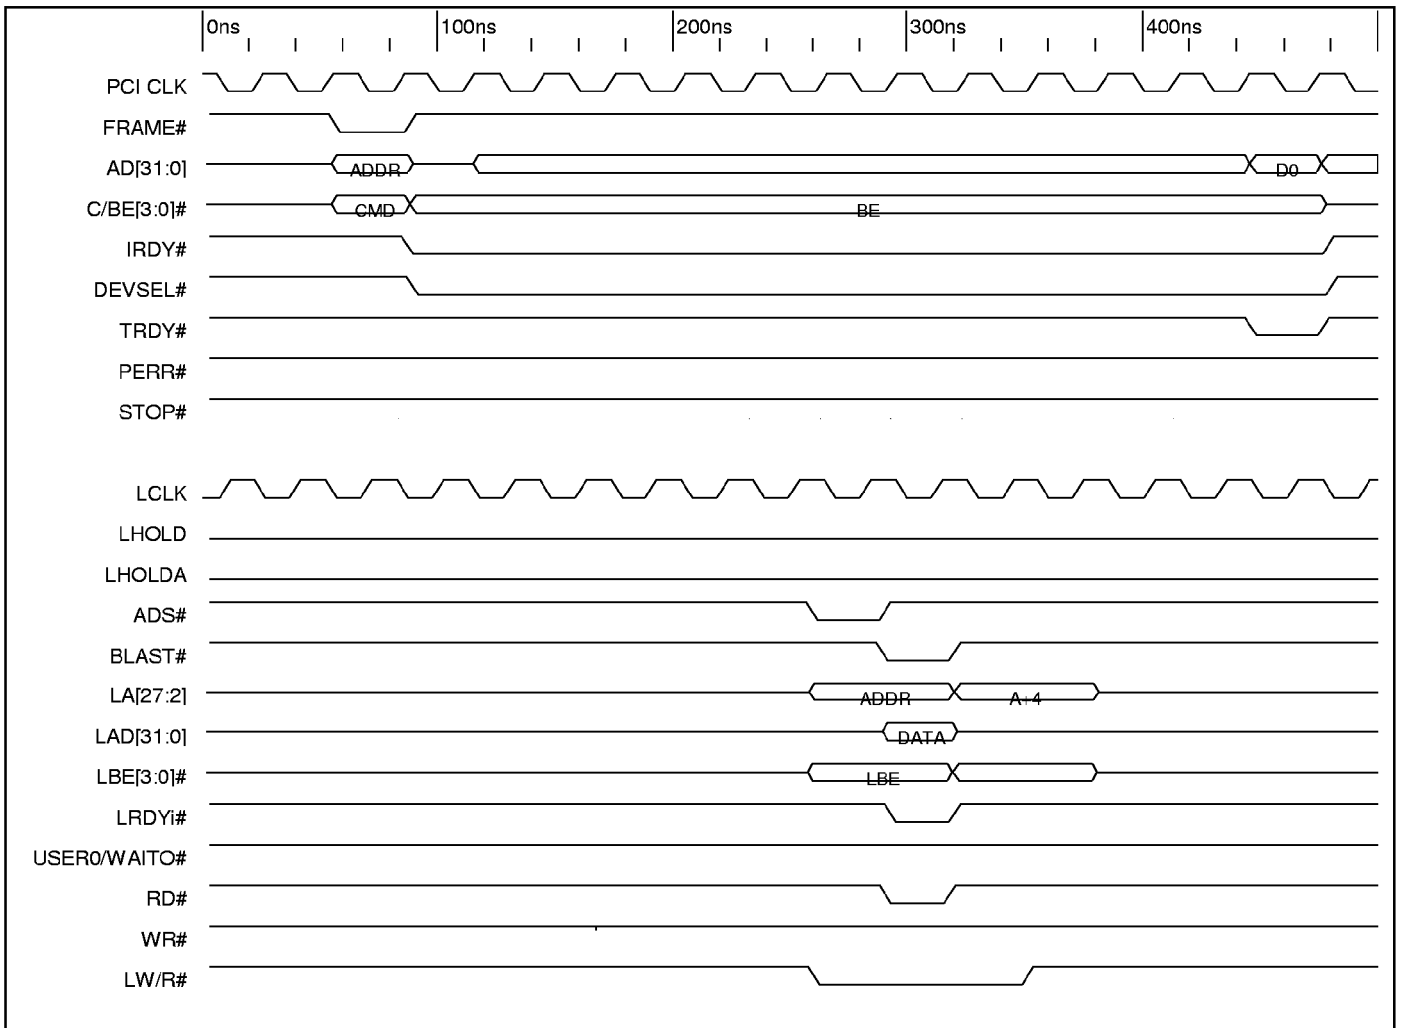 0ns 100ns 200ns 300ns 400ns
PCI CLK
FRAME#
AD[31:0] ADDR D0
C/BE[3:0]# CMD BE
IRDY#
DEVSEL#
TRDY#
PERR#
STOP#
LCLK
LHOLD
LHOLDA
ADS#
BLAST#
LA[27:2] ADDR A+4
LAD[31:0] DATA
LBE[3:0]# LBE
LRDYi#
USER0/WAITO#
RD#
WR#
LW/R#